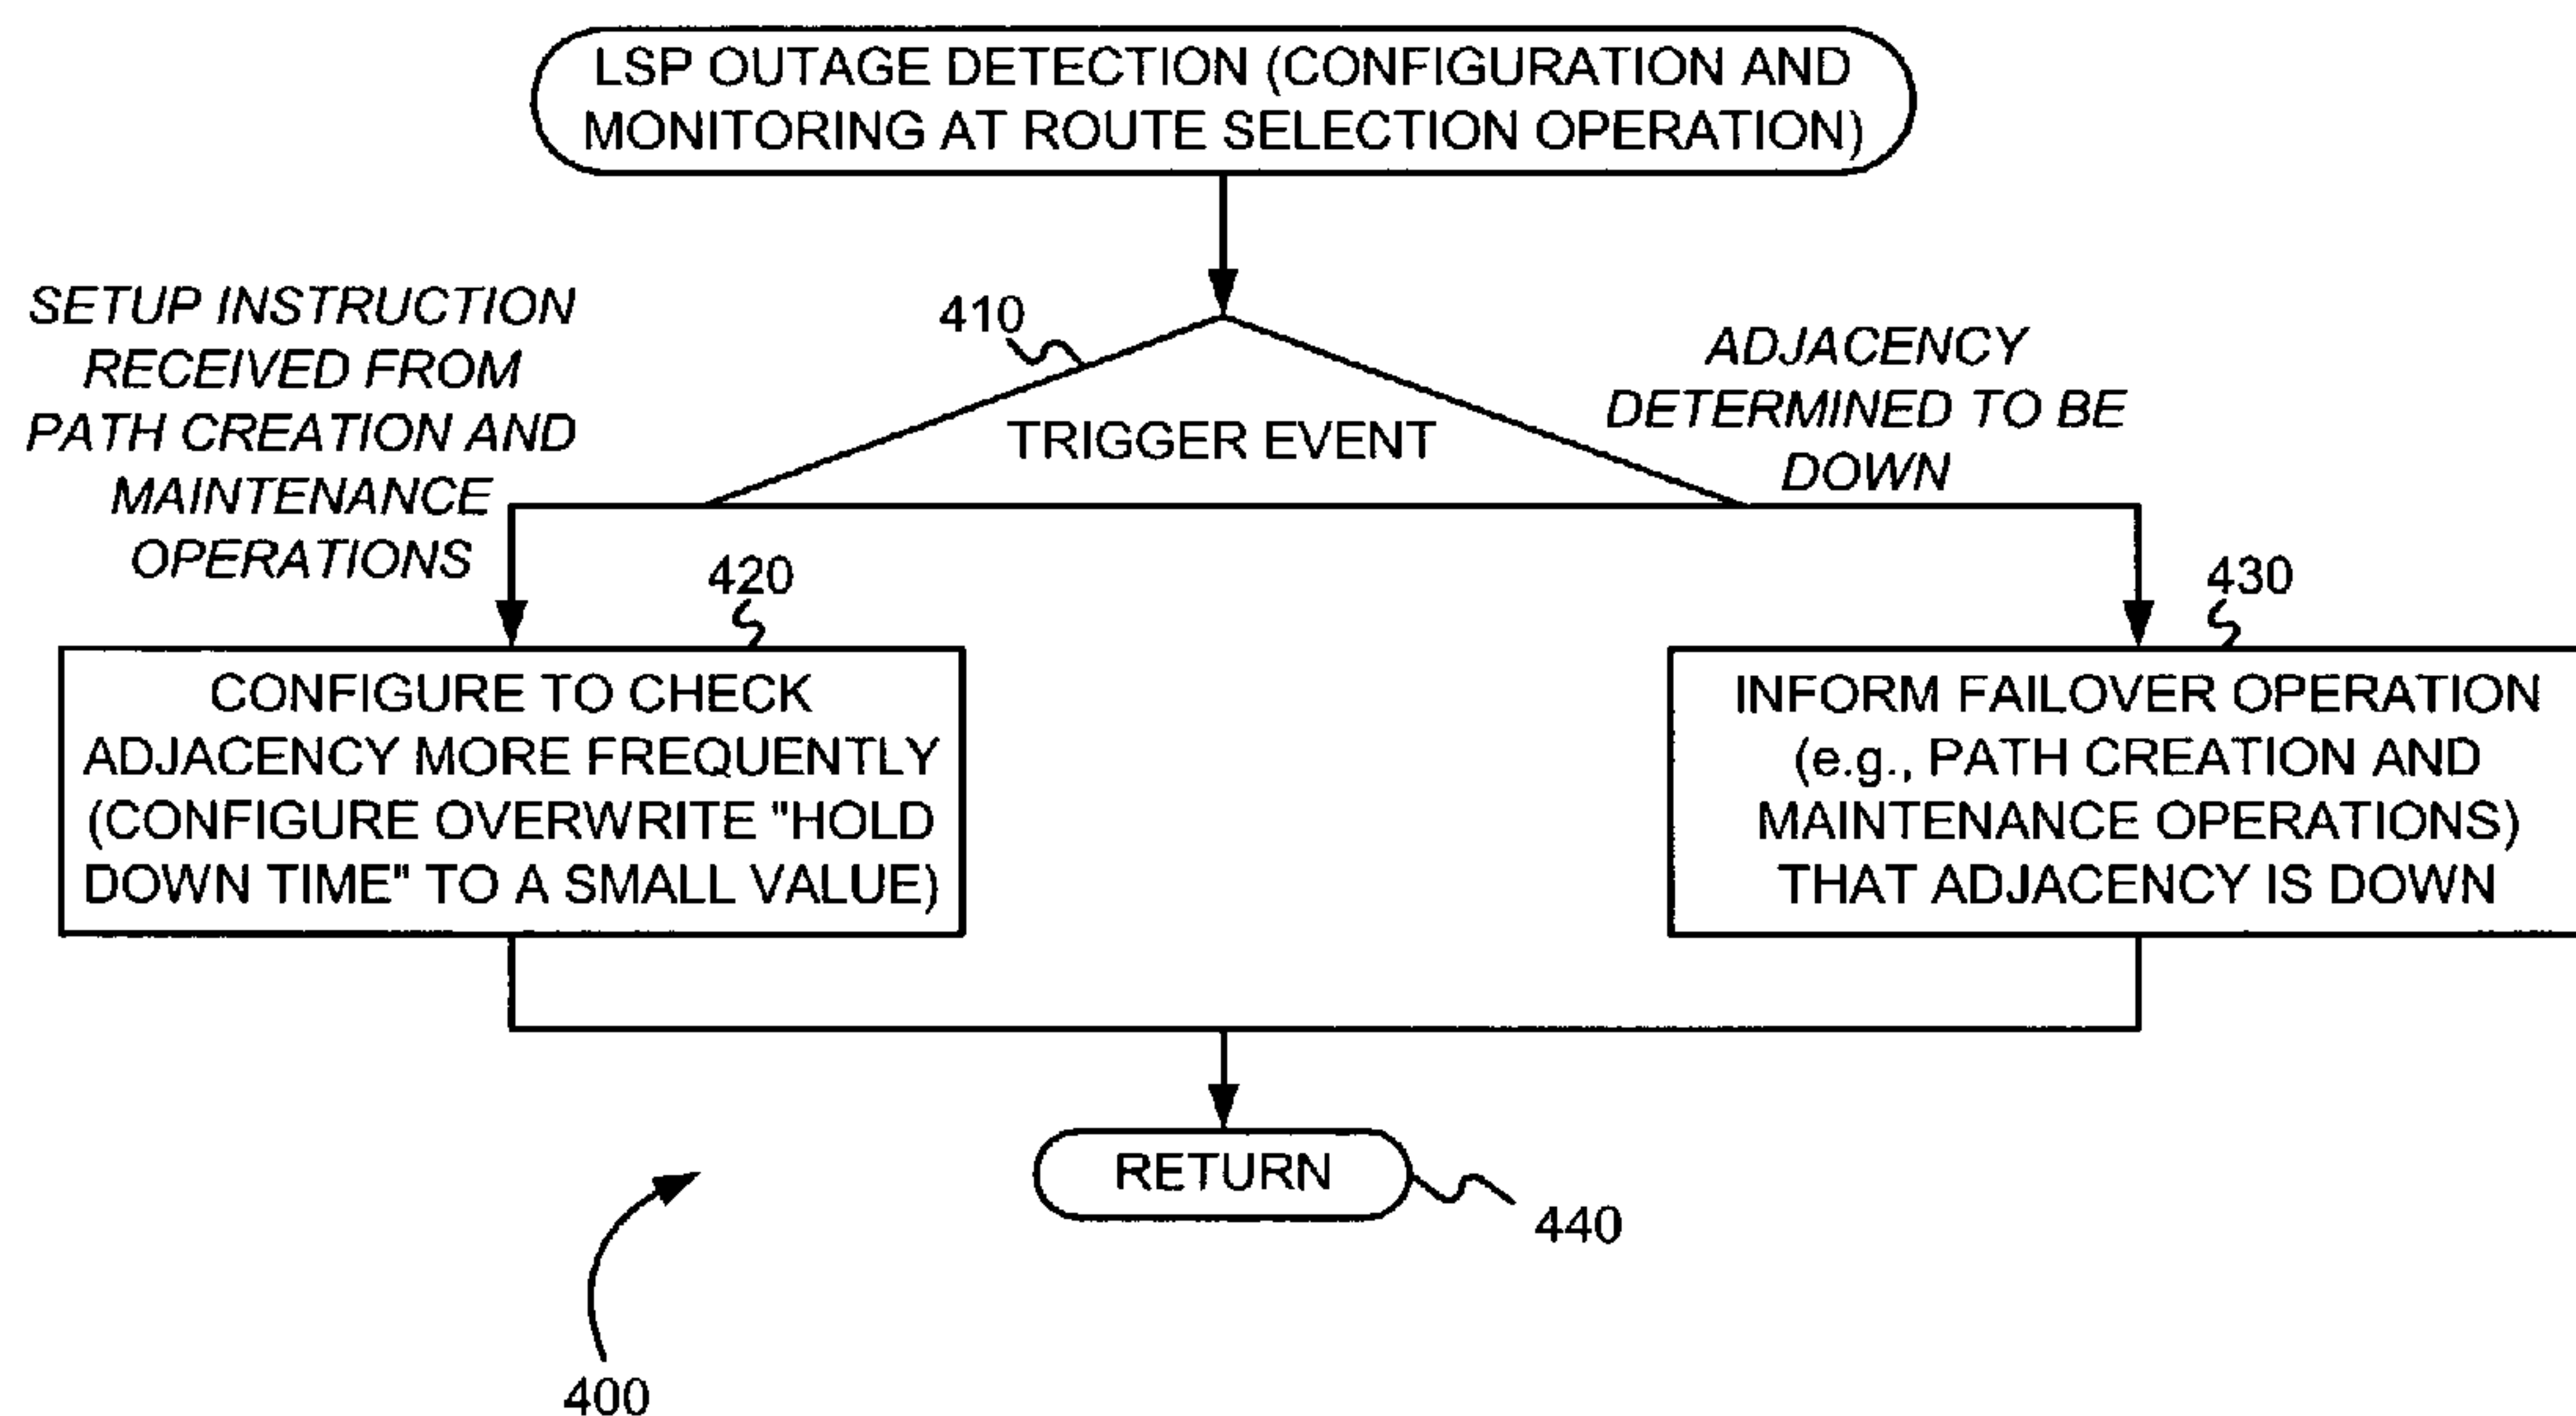 LSP OUTAGE DETECTION (CONFIGURATION AND
MONITORING AT ROUTE SELECTION OPERATION)
SETUP INSTRUCTION
RECEIVED FROM
PATH CREATION AND
MAINTENANCE
OPERATIONS
410
TRIGGER EVENT
ADJACENCY
DETERMINED TO BE
DOWN
420
CONFIGURE TO CHECK
ADJACENCY MORE FREQUENTLY
(CONFIGURE OVERWRITE "HOLD
DOWN TIME" TO A SMALL VALUE)
430
INFORM FAILOVER OPERATION
(e.g., PATH CREATION AND
MAINTENANCE OPERATIONS)
THAT ADJACENCY IS DOWN
RETURN
440
400